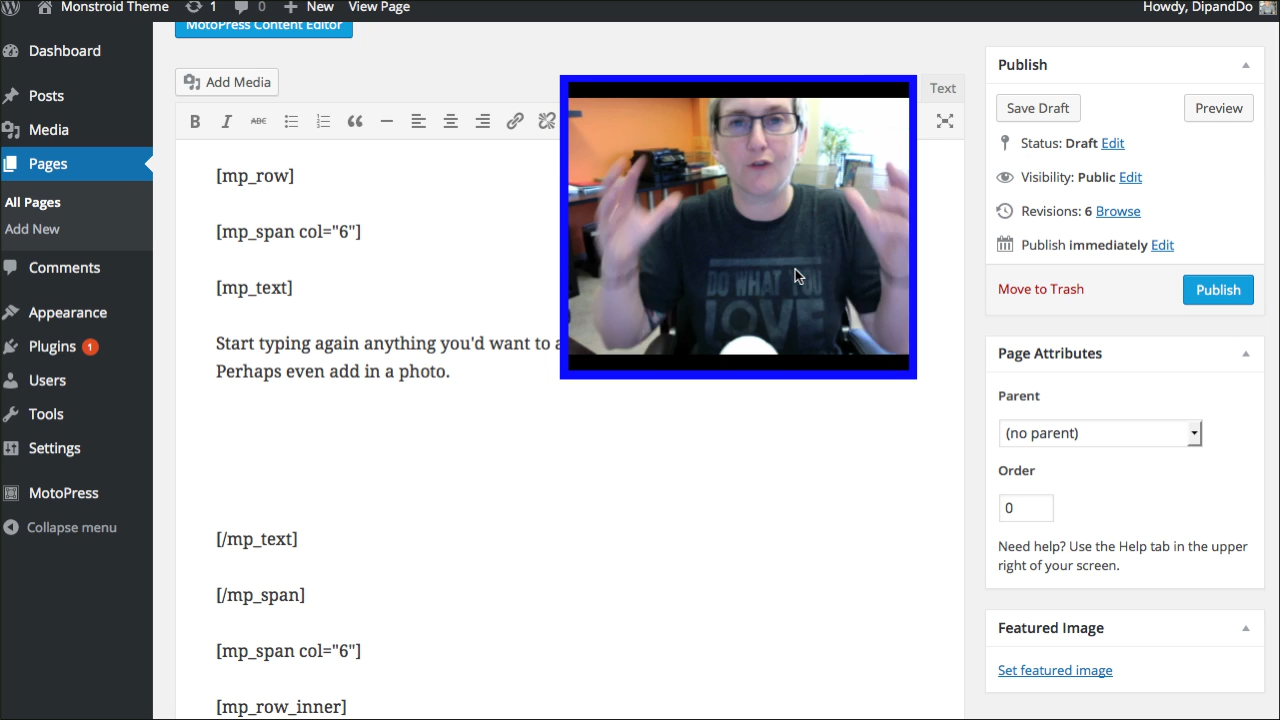 Monstroid Theme 1 0 New View Page Howdy, DipandDo
MotoPress Content Editor
Dashboard
Posts
Media
Pages
All Pages
Add New
Comments
Appearance
Plugins 1
Users
Tools
Settings
MotoPress
Collapse menu
Add Media
Text
B I ABC
[mp_row]
[mp_span col="6"]
[mp_text]
Start typing again anything you'd want to
Perhaps even add in a photo.
[/mp_text]
[/mp_span]
[mp_span col="6"]
[mp_row_inner]
DO WHAT YOU
LOVE
Publish
Save Draft Preview
Status: Draft Edit
Visibility: Public Edit
Revisions: 6 Browse
Publish immediately Edit
Move to Trash Publish
Page Attributes
Parent
(no parent)
Order
0
Need help? Use the Help tab in the upper
right of your screen.
Featured Image
Set featured image